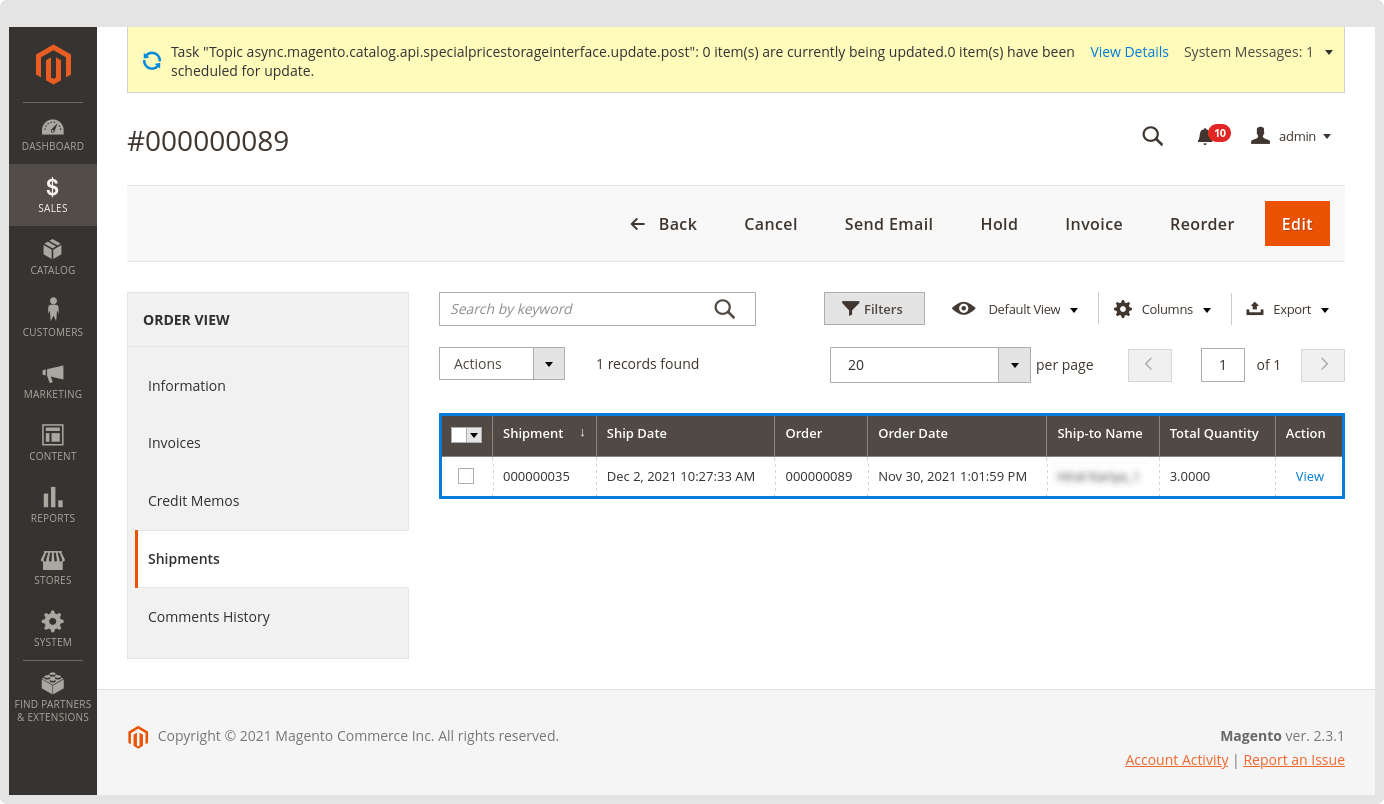 Task "Topic async.magento.catalog.api.specialpricestorageinterface.update.post": 0 item(s) are currently being updated.0 item(s) have been
scheduled for update.
View Details
System Messages: 1
#000000089
10
admin
DASHBOARD
SALES
CATALOG
CUSTOMERS
MARKETING
CONTENT
REPORTS
STORES
SYSTEM
FIND PARTNERS
& EXTENSIONS
Back
Cancel
Send Email
Hold
Invoice
Reorder
Edit
ORDER VIEW
Information
Invoices
Credit Memos
Shipments
Comments History
Search by keyword
Filters
Default View
Columns
Export
Actions
1 records found
20
per page
1
of 1
Shipment ↓ Ship Date Order Order Date Ship-to Name Total Quantity Action
000000035 Dec 2, 2021 10:27:33 AM 000000089 Nov 30, 2021 1:01:59 PM 3.0000 View
Copyright © 2021 Magento Commerce Inc. All rights reserved.
Magento ver. 2.3.1
Account Activity | Report an Issue